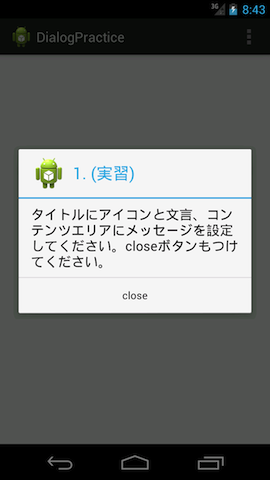 3G 8:43
DialogPractice
1. (実習)
タイトルにアイコンと文言、コン
テンツエリアにメッセージを設定
してください。closeボタンもつけ
てください。
close